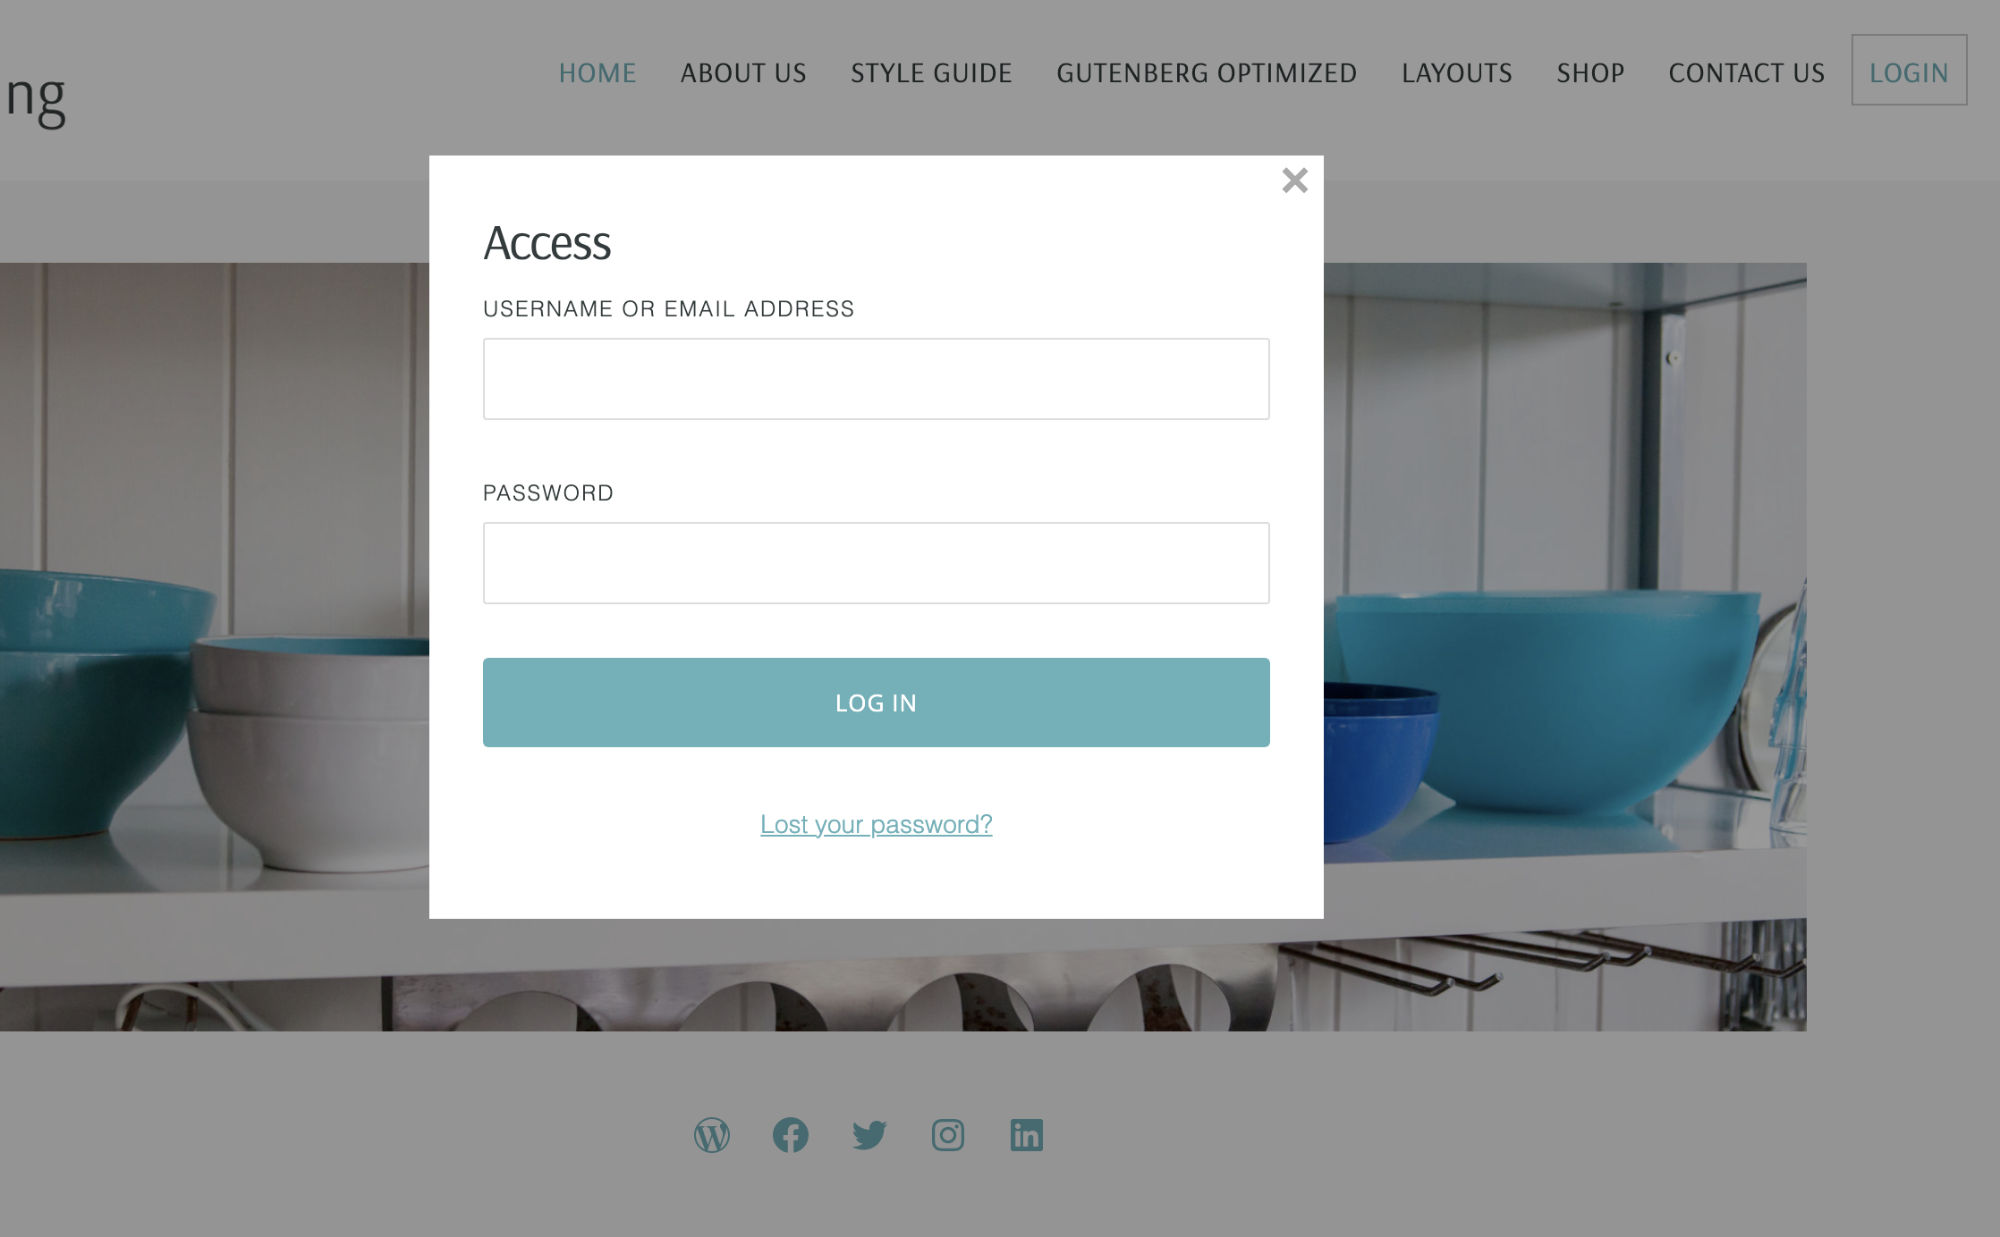 ng
HOME ABOUT US STYLE GUIDE GUTENBERG OPTIMIZED LAYOUTS SHOP CONTACT US LOGIN
Access
USERNAME OR EMAIL ADDRESS
PASSWORD
LOG IN
Lost your password?